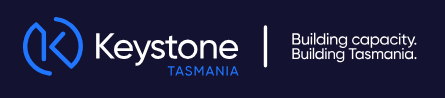 Keystone
TASMANIA
Building capacity.
Building Tasmania.